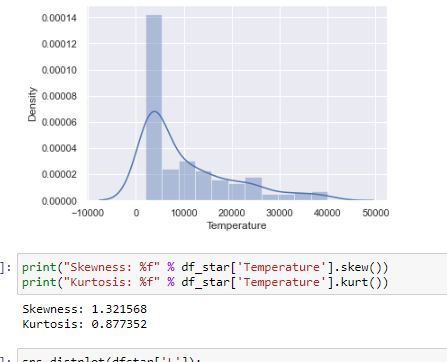 0.00014
0.00012
0.00010
0.00008
0.00006
0.00004
0.00002
0.00000
Density
−10000 0 10000 20000 30000 40000 50000
Temperature
]: print("Skewness: %f" % df_star['Temperature'].skew())
print("Kurtosis: %f" % df_star['Temperature'].kurt())
Skewness: 1.321568
Kurtosis: 0.877352